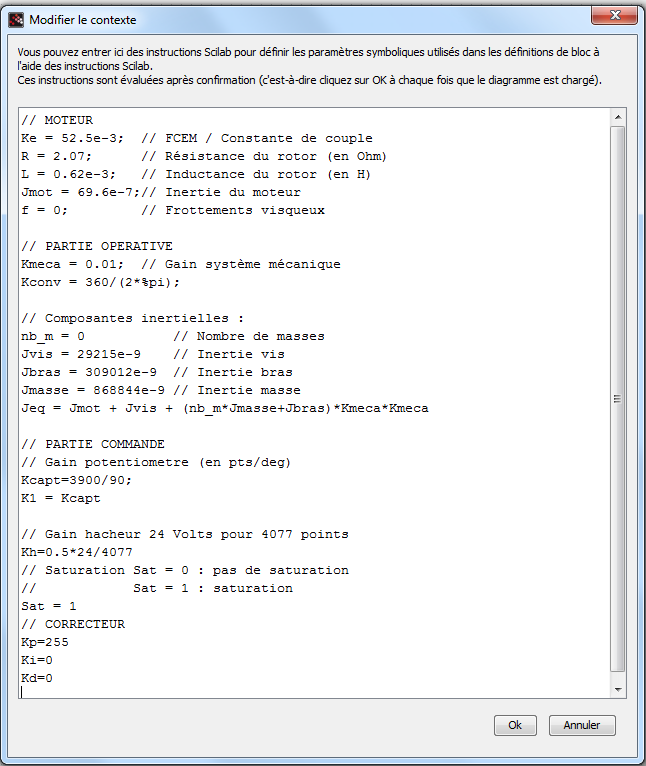 Modifier le contexte
Vous pouvez entrer ici des instructions Scilab pour définir les paramètres symboliques utilisés dans les définitions de bloc à
l'aide des instructions Scilab.
Ces instructions sont évaluées après confirmation (c'est-à-dire cliquez sur OK à chaque fois que le diagramme est chargé).
// MOTEUR
Ke = 52.5e-3;  // FCEM / Constante de couple
R = 2.07;      // Résistance du rotor (en Ohm)
L = 0.62e-3;   // Inductance du rotor (en H)
Jmot = 69.6e-7;// Inertie du moteur
f = 0;         // Frottements visqueux
// PARTIE OPERATIVE
Kmeca = 0.01;  // Gain système mécanique
Kconv = 360/(2*%pi);
// Composantes inertielles :
nb_m = 0           // Nombre de masses
Jvis = 29215e-9    // Inertie vis
Jbras = 309012e-9  // Inertie bras
Jmasse = 868844e-9 // Inertie masse
Jeq = Jmot + Jvis + (nb_m*Jmasse+Jbras)*Kmeca*Kmeca
// PARTIE COMMANDE
// Gain potentiometre (en pts/deg)
Kcapt=3900/90;
K1 = Kcapt
// Gain hacheur 24 Volts pour 4077 points
Kh=0.5*24/4077
// Saturation Sat = 0 : pas de saturation
//            Sat = 1 : saturation
Sat = 1
// CORRECTEUR
Kp=255
Ki=0
Kd=0
Ok
Annuler